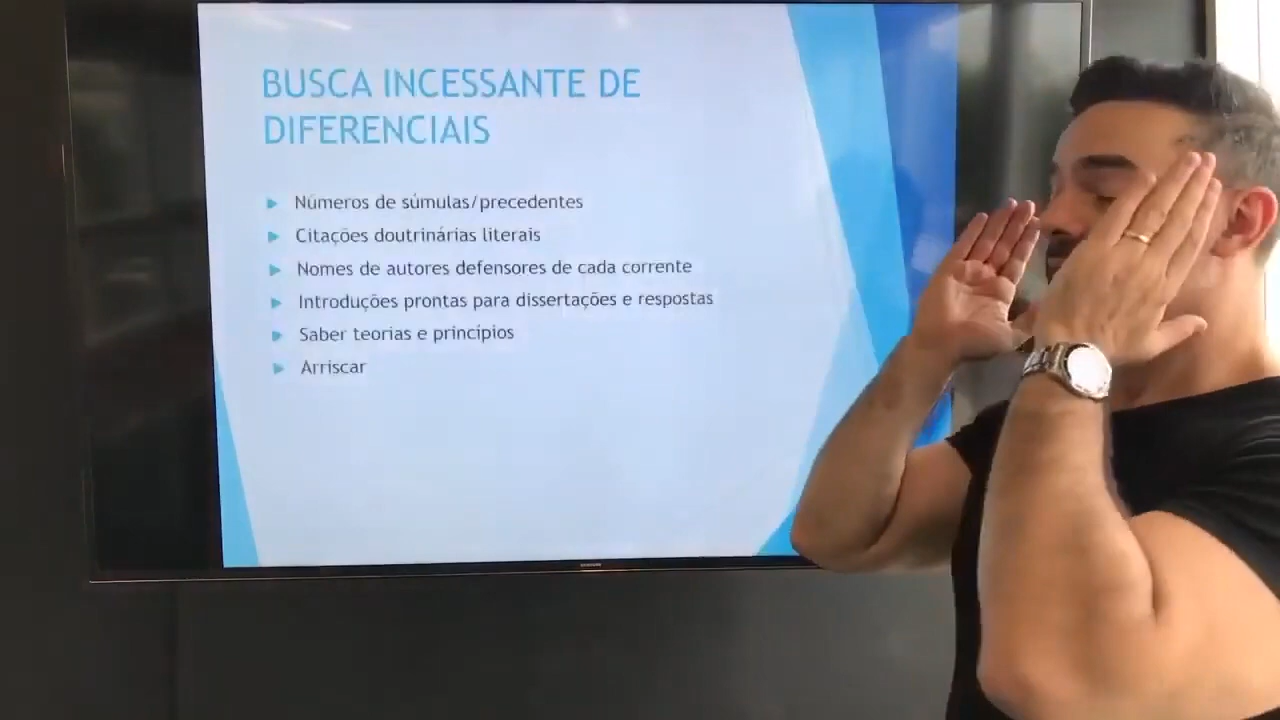 BUSCA INCESSANTE DE
DIFERENCIAIS
Números de súmulas/precedentes
Citações doutrinárias literais
Nomes de autores defensores de cada corrente
Introduções prontas para dissertações e respostas
Saber teorias e princípios
Arriscar
SAMSUNG